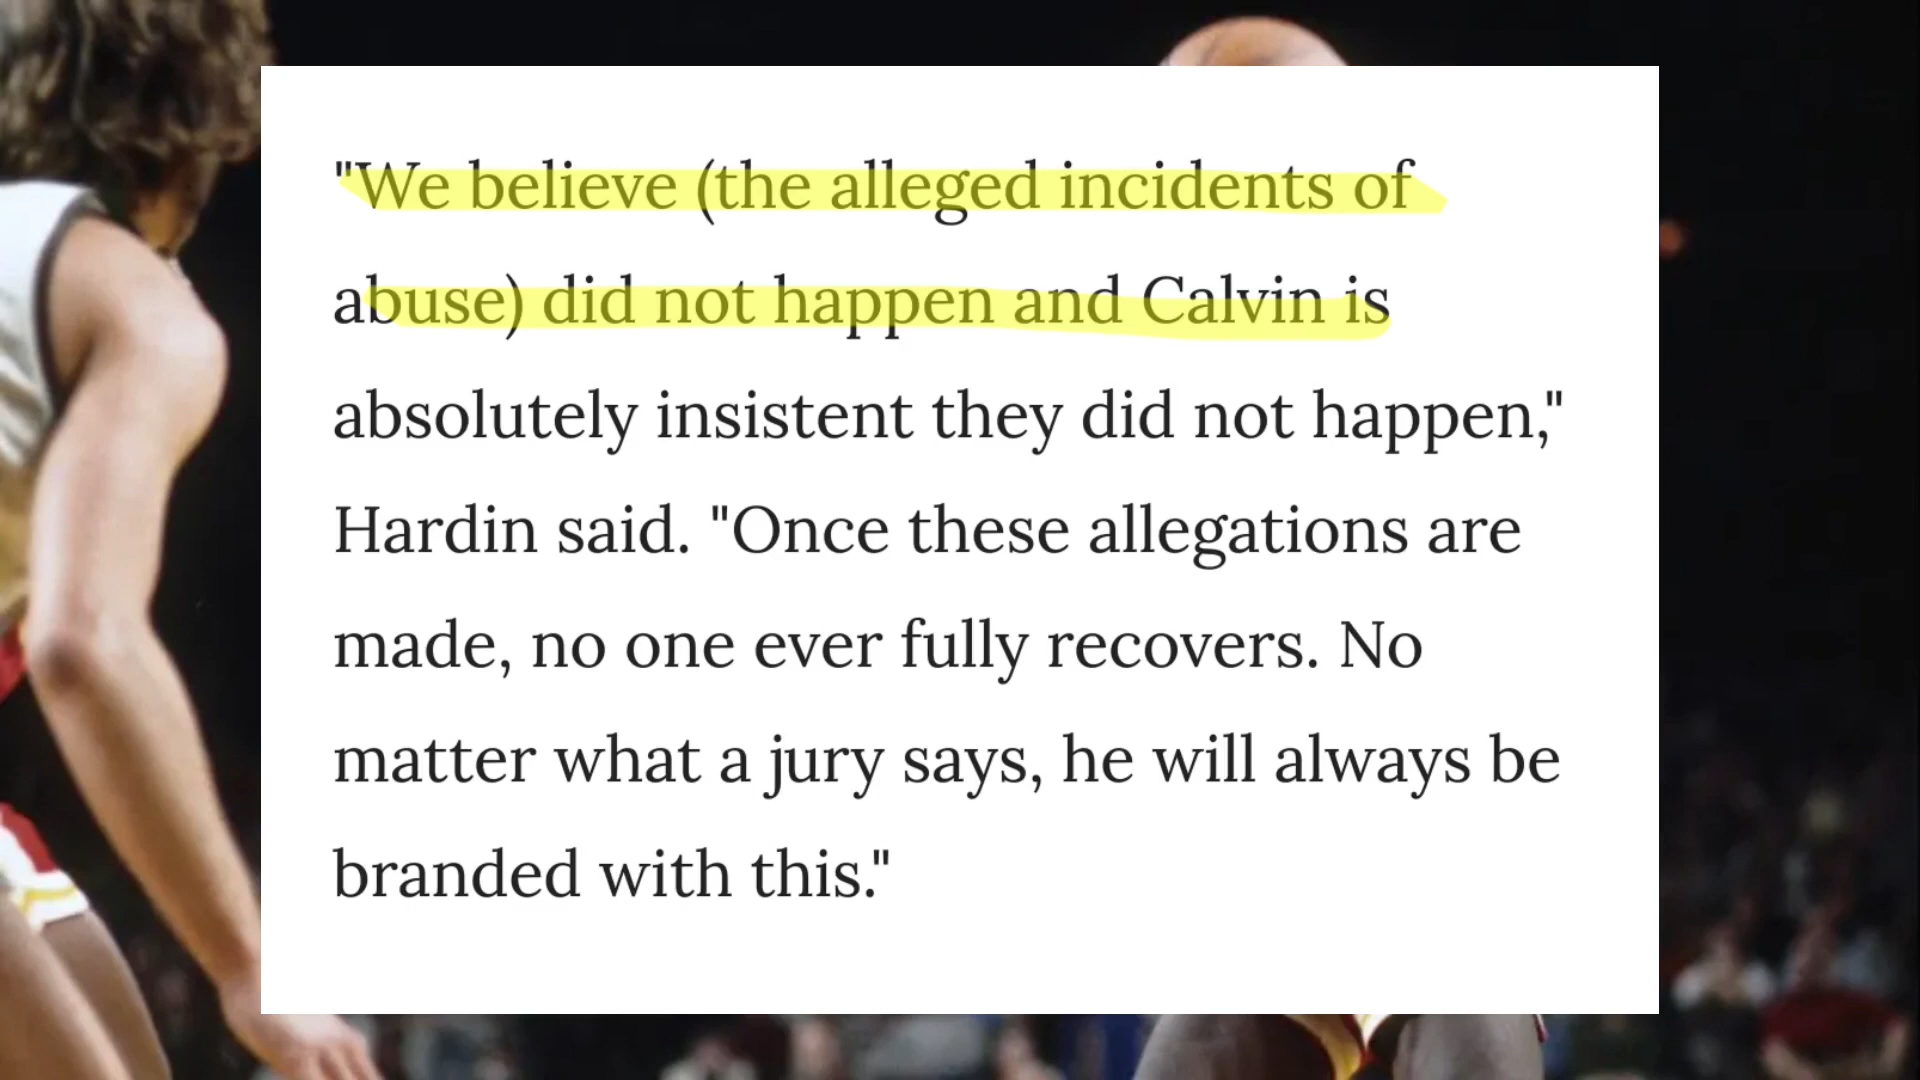 "We believe (the alleged incidents of
abuse) did not happen and Calvin is
absolutely insistent they did not happen,"
Hardin said. "Once these allegations are
made, no one ever fully recovers. No
matter what a jury says, he will always be
branded with this."